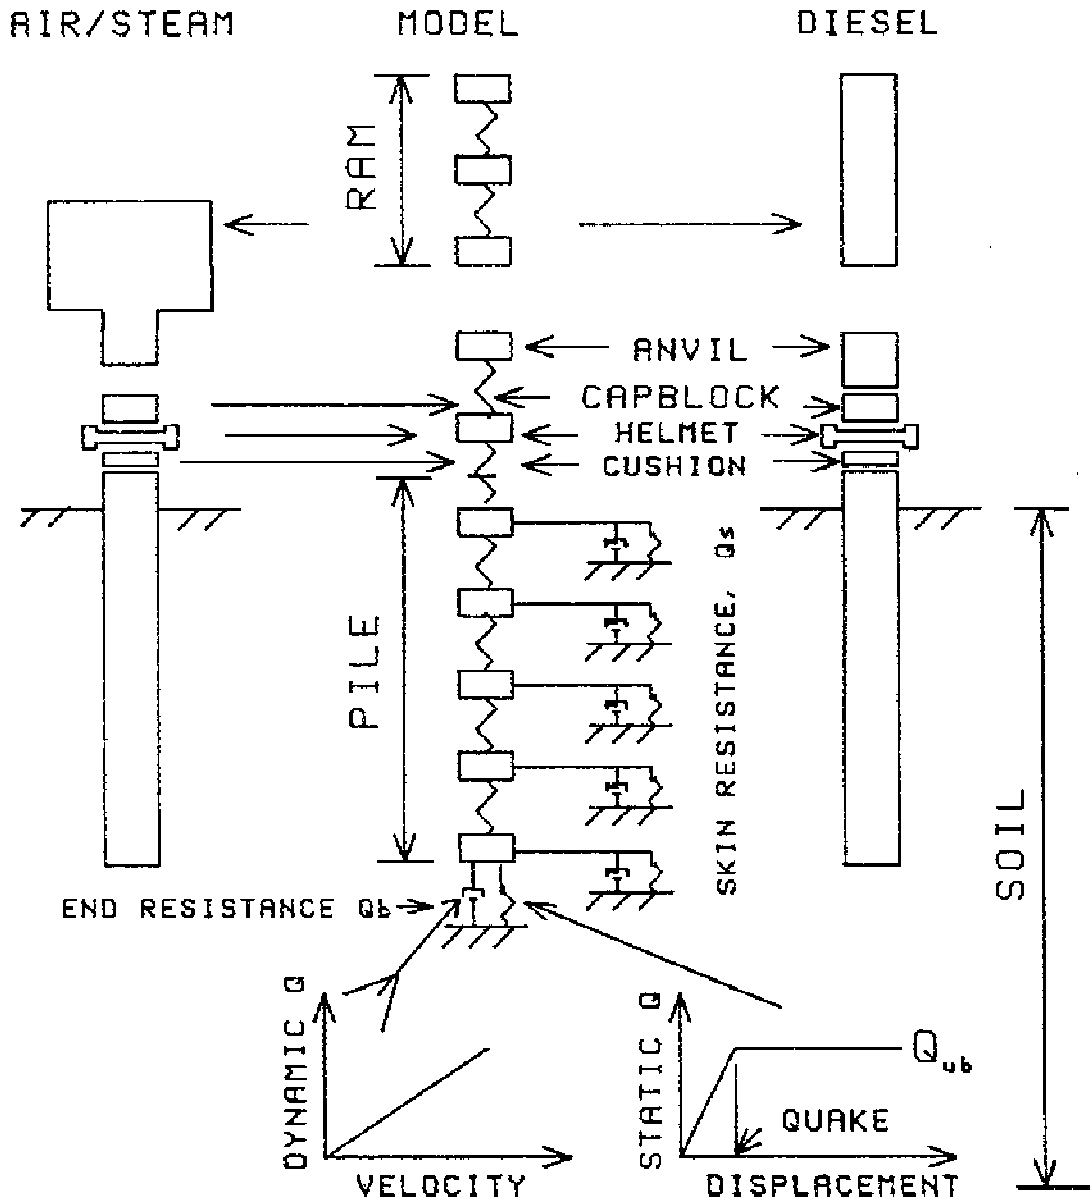 AIR/STEAM MODEL DIESEL
RAM
ANVIL
CAPBLOCK
HELMET
CUSHION
SKIN RESISTANCE, Qs
PILE
SOIL
END RESISTANCE Qb
DYNAMIC Q
VELOCITY
STATIC Q
Qub
QUAKE
DISPLACEMENT